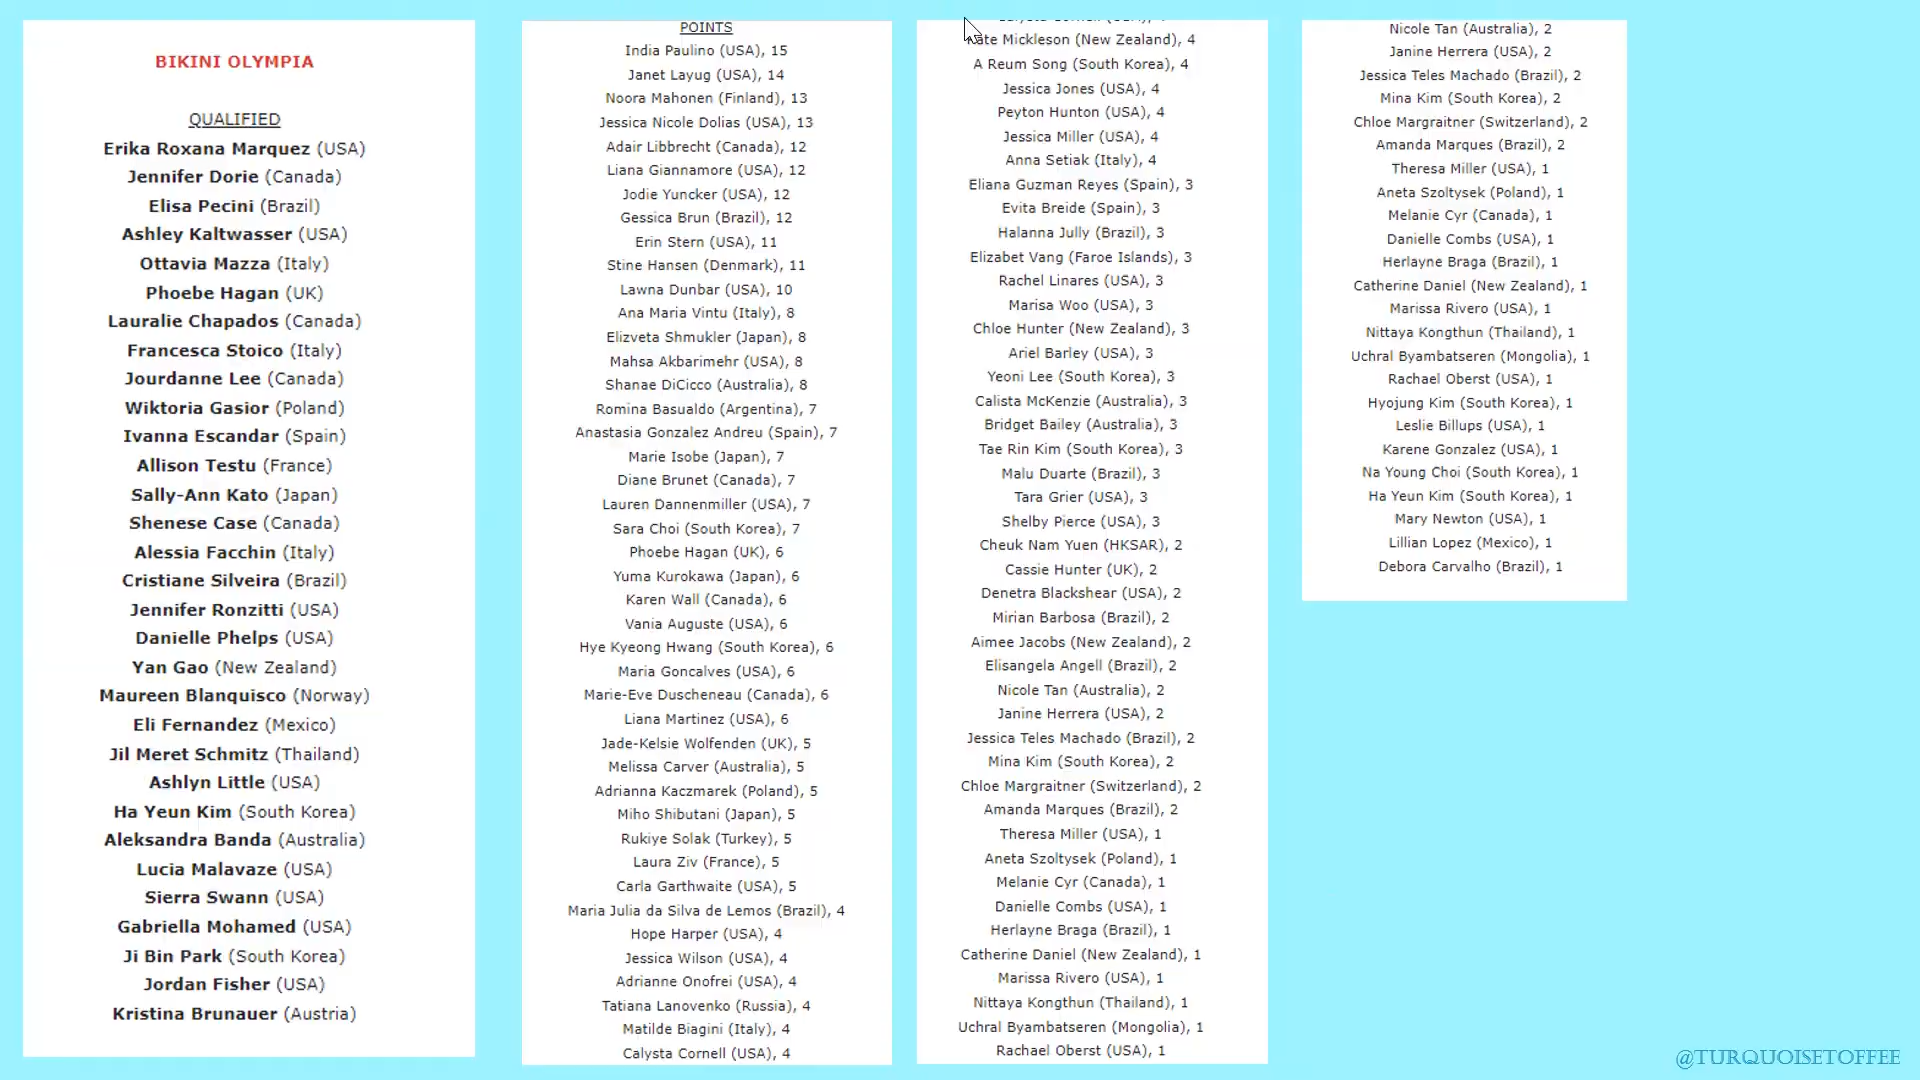 BIKINI OLYMPIA
QUALIFIED
Erika Roxana Marquez (USA)
Jennifer Dorie (Canada)
Elisa Pecini (Brazil)
Ashley Kaltwasser (USA)
Ottavia Mazza (Italy)
Phoebe Hagan (UK)
Lauralie Chapados (Canada)
Francesca Stoico (Italy)
Jourdanne Lee (Canada)
Wiktoria Gasior (Poland)
Ivanna Escandar (Spain)
Allison Testu (France)
Sally-Ann Kato (Japan)
Shenese Case (Canada)
Alessia Facchin (Italy)
Cristiane Silveira (Brazil)
Jennifer Ronzitti (USA)
Danielle Phelps (USA)
Yan Gao (New Zealand)
Maureen Blanquisco (Norway)
Eli Fernandez (Mexico)
Jil Meret Schmitz (Thailand)
Ashlyn Little (USA)
Ha Yeun Kim (South Korea)
Aleksandra Banda (Australia)
Lucia Malavaze (USA)
Sierra Swann (USA)
Gabriella Mohamed (USA)
Ji Bin Park (South Korea)
Jordan Fisher (USA)
Kristina Brunauer (Austria)
POINTS
India Paulino (USA), 15
Janet Layug (USA), 14
Noora Mahonen (Finland), 13
Jessica Nicole Dolias (USA), 13
Adair Libbrecht (Canada), 12
Liana Giannamore (USA), 12
Jodie Yuncker (USA), 12
Gessica Brun (Brazil), 12
Erin Stern (USA), 11
Stine Hansen (Denmark), 11
Lawna Dunbar (USA), 10
Ana Maria Vintu (Italy), 8
Elizveta Shmukler (Japan), 8
Mahsa Akbarimehr (USA), 8
Shanae DiCicco (Australia), 8
Romina Basualdo (Argentina), 7
Anastasia Gonzalez Andreu (Spain), 7
Marie Isobe (Japan), 7
Diane Brunet (Canada), 7
Lauren Dannenmiller (USA), 7
Sara Choi (South Korea), 7
Phoebe Hagan (UK), 6
Yuma Kurokawa (Japan), 6
Karen Wall (Canada), 6
Vania Auguste (USA), 6
Hye Kyeong Hwang (South Korea), 6
Maria Goncalves (USA), 6
Marie-Eve Duscheneau (Canada), 6
Liana Martinez (USA), 6
Jade-Kelsie Wolfenden (UK), 5
Melissa Carver (Australia), 5
Adrianna Kaczmarek (Poland), 5
Miho Shibutani (Japan), 5
Rukiye Solak (Turkey), 5
Laura Ziv (France), 5
Carla Garthwaite (USA), 5
Maria Julia da Silva de Lemos (Brazil), 4
Hope Harper (USA), 4
Jessica Wilson (USA), 4
Adrianne Onofrei (USA), 4
Tatiana Lanovenko (Russia), 4
Matilde Biagini (Italy), 4
Calysta Cornell (USA), 4
Kate Mickleson (New Zealand), 4
A Reum Song (South Korea), 4
Jessica Jones (USA), 4
Peyton Hunton (USA), 4
Jessica Miller (USA), 4
Anna Setiak (Italy), 4
Eliana Guzman Reyes (Spain), 3
Evita Breide (Spain), 3
Halanna Jully (Brazil), 3
Elizabet Vang (Faroe Islands), 3
Rachel Linares (USA), 3
Marisa Woo (USA), 3
Chloe Hunter (New Zealand), 3
Ariel Barley (USA), 3
Yeoni Lee (South Korea), 3
Calista McKenzie (Australia), 3
Bridget Bailey (Australia), 3
Tae Rin Kim (South Korea), 3
Malu Duarte (Brazil), 3
Tara Grier (USA), 3
Shelby Pierce (USA), 3
Cheuk Nam Yuen (HKSAR), 2
Cassie Hunter (UK), 2
Denetra Blackshear (USA), 2
Mirian Barbosa (Brazil), 2
Aimee Jacobs (New Zealand), 2
Elisangela Angell (Brazil), 2
Nicole Tan (Australia), 2
Janine Herrera (USA), 2
Jessica Teles Machado (Brazil), 2
Mina Kim (South Korea), 2
Chloe Margraitner (Switzerland), 2
Amanda Marques (Brazil), 2
Theresa Miller (USA), 1
Aneta Szoltysek (Poland), 1
Melanie Cyr (Canada), 1
Danielle Combs (USA), 1
Herlayne Braga (Brazil), 1
Catherine Daniel (New Zealand), 1
Marissa Rivero (USA), 1
Nittaya Kongthun (Thailand), 1
Uchral Byambatseren (Mongolia), 1
Rachael Oberst (USA), 1
Nicole Tan (Australia), 2
Janine Herrera (USA), 2
Jessica Teles Machado (Brazil), 2
Mina Kim (South Korea), 2
Chloe Margraitner (Switzerland), 2
Amanda Marques (Brazil), 2
Theresa Miller (USA), 1
Aneta Szoltysek (Poland), 1
Melanie Cyr (Canada), 1
Danielle Combs (USA), 1
Herlayne Braga (Brazil), 1
Catherine Daniel (New Zealand), 1
Marissa Rivero (USA), 1
Nittaya Kongthun (Thailand), 1
Uchral Byambatseren (Mongolia), 1
Rachael Oberst (USA), 1
Hyojung Kim (South Korea), 1
Leslie Billups (USA), 1
Karene Gonzalez (USA), 1
Na Young Choi (South Korea), 1
Ha Yeun Kim (South Korea), 1
Mary Newton (USA), 1
Lillian Lopez (Mexico), 1
Debora Carvalho (Brazil), 1
@TURQUOISETOFFEE